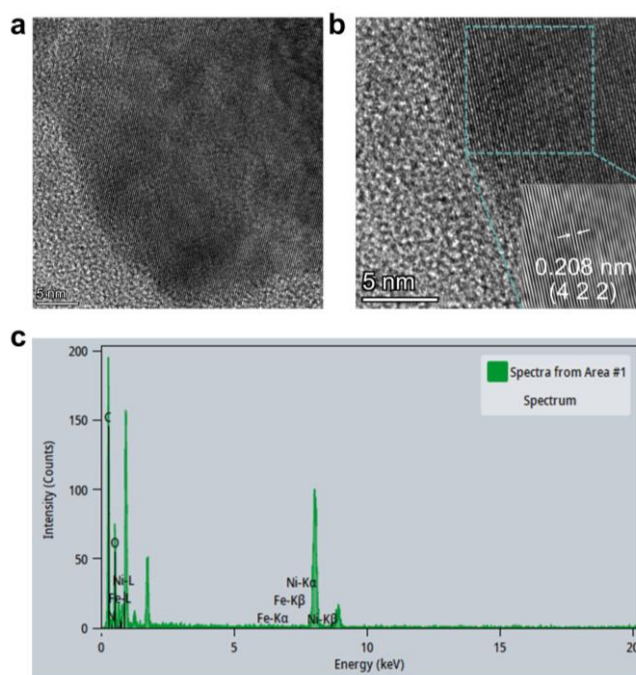 a
5 nm
b
0.208 nm
(4 2 2)
5 nm
c
200
150
100
50
0
Intensity (Counts)
Spectra from Area #1
Spectrum
C
O
Ni-L
Fe-L
N
Ni-Kα
Fe-Kβ
Fe-Kα
Ni-Kβ
0
5
10
15
20
Energy (keV)